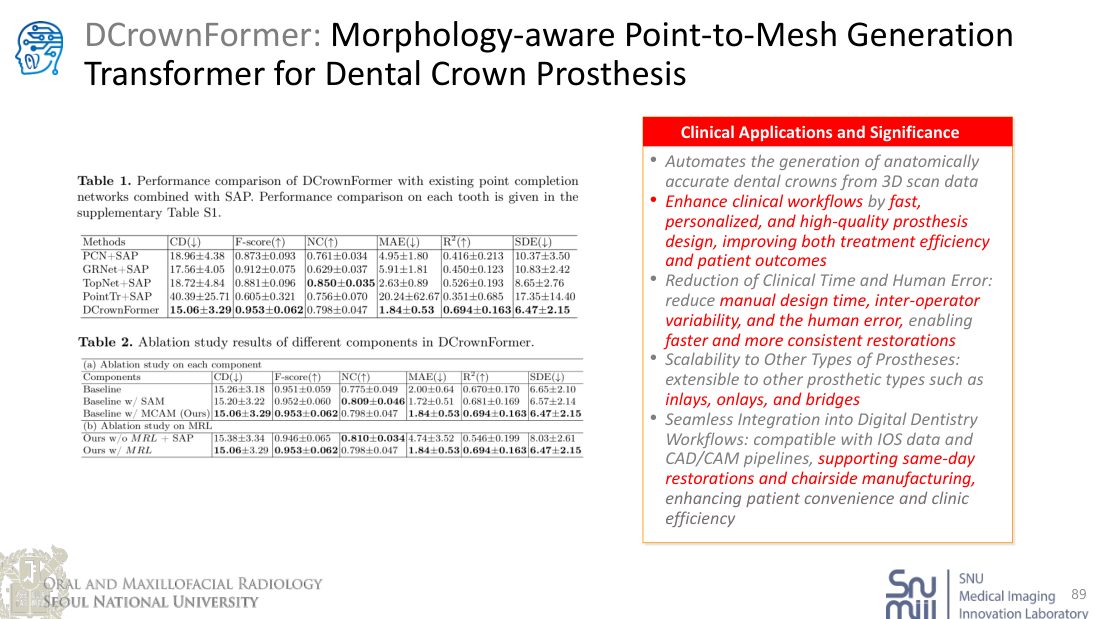 DCrownFormer: Morphology-aware Point-to-Mesh Generation
Transformer for Dental Crown Prosthesis
Table 1. Performance comparison of DCrownFormer with existing point completion
networks combined with SAP. Performance comparison on each tooth is given in the
supplementary Table S1.
Methods CD(↓) F-score(↑) NC(↑) MAE(↓) R²(↑) SDE(↓)
PCN+SAP 18.96±4.38 0.873±0.093 0.761±0.034 4.95±1.80 0.416±0.213 10.37±3.50
GRNet+SAP 17.56±4.05 0.912±0.075 0.629±0.037 5.91±1.81 0.450±0.123 10.83±2.42
TopNet+SAP 18.72±4.84 0.881±0.096 0.850±0.035 2.63±0.89 0.526±0.193 8.65±2.76
PoinTr+SAP 40.39±25.71 0.605±0.321 0.756±0.070 20.24±62.67 0.351±0.685 17.35±14.40
DCrownFormer 15.06±3.29 0.953±0.062 0.798±0.047 1.84±0.53 0.694±0.163 6.47±2.15
Table 2. Ablation study results of different components in DCrownFormer.
(a) Ablation study on each component
Components CD(↓) F-score(↑) NC(↑) MAE(↓) R²(↑) SDE(↓)
Baseline 15.26±3.18 0.951±0.059 0.775±0.049 2.00±0.64 0.670±0.170 6.65±2.10
Baseline w/ SAM 15.20±3.22 0.952±0.060 0.809±0.046 1.72±0.51 0.681±0.169 6.57±2.14
Baseline w/ MCAM (Ours) 15.06±3.29 0.953±0.062 0.798±0.047 1.84±0.53 0.694±0.163 6.47±2.15
(b) Ablation study on MRL
Ours w/o MRL + SAP 15.38±3.34 0.946±0.065 0.810±0.034 4.74±3.52 0.546±0.199 8.03±2.61
Ours w/ MRL 15.06±3.29 0.953±0.062 0.798±0.047 1.84±0.53 0.694±0.163 6.47±2.15
Clinical Applications and Significance
• Automates the generation of anatomically
accurate dental crowns from 3D scan data
• Enhance clinical workflows by fast,
personalized, and high-quality prosthesis
design, improving both treatment efficiency
and patient outcomes
• Reduction of Clinical Time and Human Error:
reduce manual design time, inter-operator
variability, and the human error, enabling
faster and more consistent restorations
• Scalability to Other Types of Prostheses:
extensible to other prosthetic types such as
inlays, onlays, and bridges
• Seamless Integration into Digital Dentistry
Workflows: compatible with IOS data and
CAD/CAM pipelines, supporting same-day
restorations and chairside manufacturing,
enhancing patient convenience and clinic
efficiency
ORAL AND MAXILLOFACIAL RADIOLOGY
SEOUL NATIONAL UNIVERSITY
Snu
mill
SNU
Medical Imaging
Innovation Laboratory
89